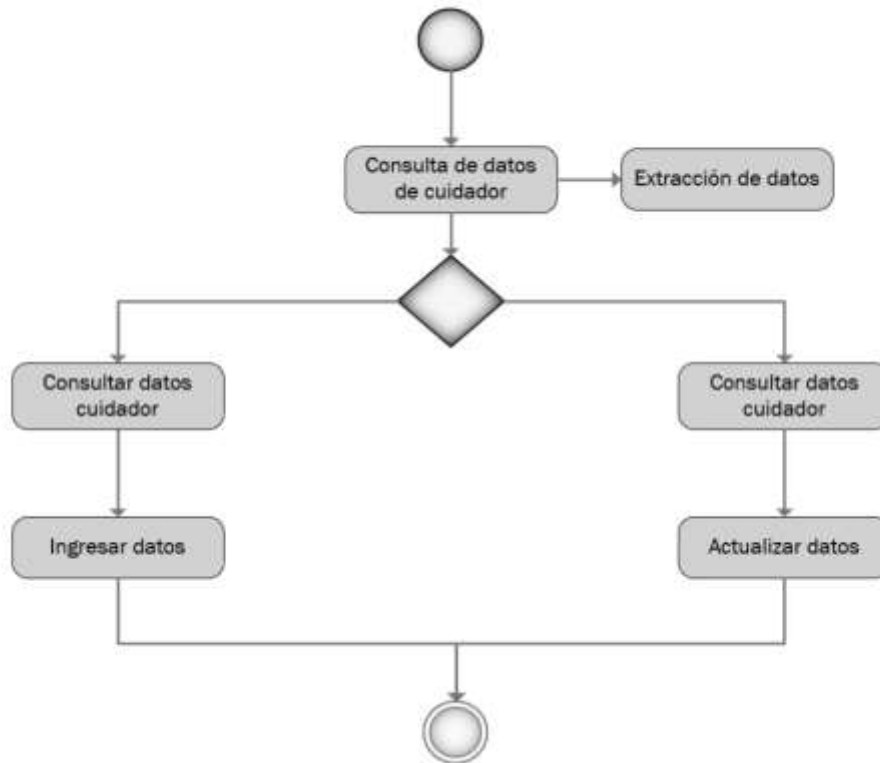 Consulta de datos
de cuidador
Extracción de datos
Consultar datos
cuidador
Consultar datos
cuidador
Ingresar datos
Actualizar datos